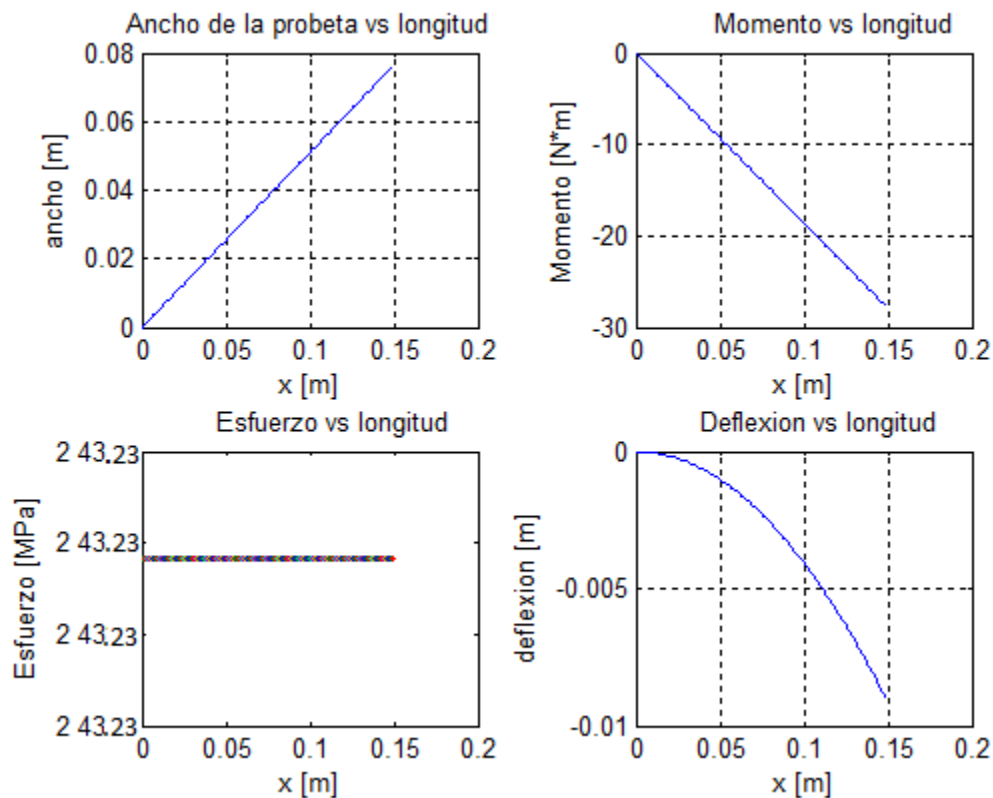 Ancho de la probeta vs longitud
0.08
0.06
0.04
0.02
0
ancho [m]
0 0.05 0.1 0.15 0.2
x [m]
Momento vs longitud
0
-10
-20
-30
Momento [N*m]
0 0.05 0.1 0.15 0.2
x [m]
Esfuerzo vs longitud
2 43,23
2 43,23
2 43,23
2 43,23
Esfuerzo [MPa]
0 0.05 0.1 0.15 0.2
x [m]
Deflexion vs longitud
0
-0.005
-0.01
deflexion [m]
0 0.05 0.1 0.15 0.2
x [m]